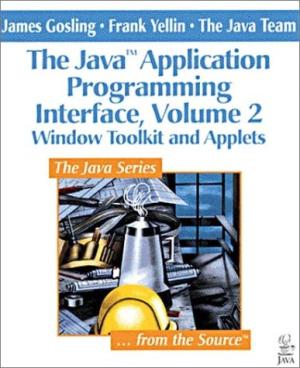 James Gosling • Frank Yellin • The Java Team
The Java™ Application
Programming
Interface, Volume 2
Window Toolkit and Applets
The Java Series
... from the Source™
JAVA